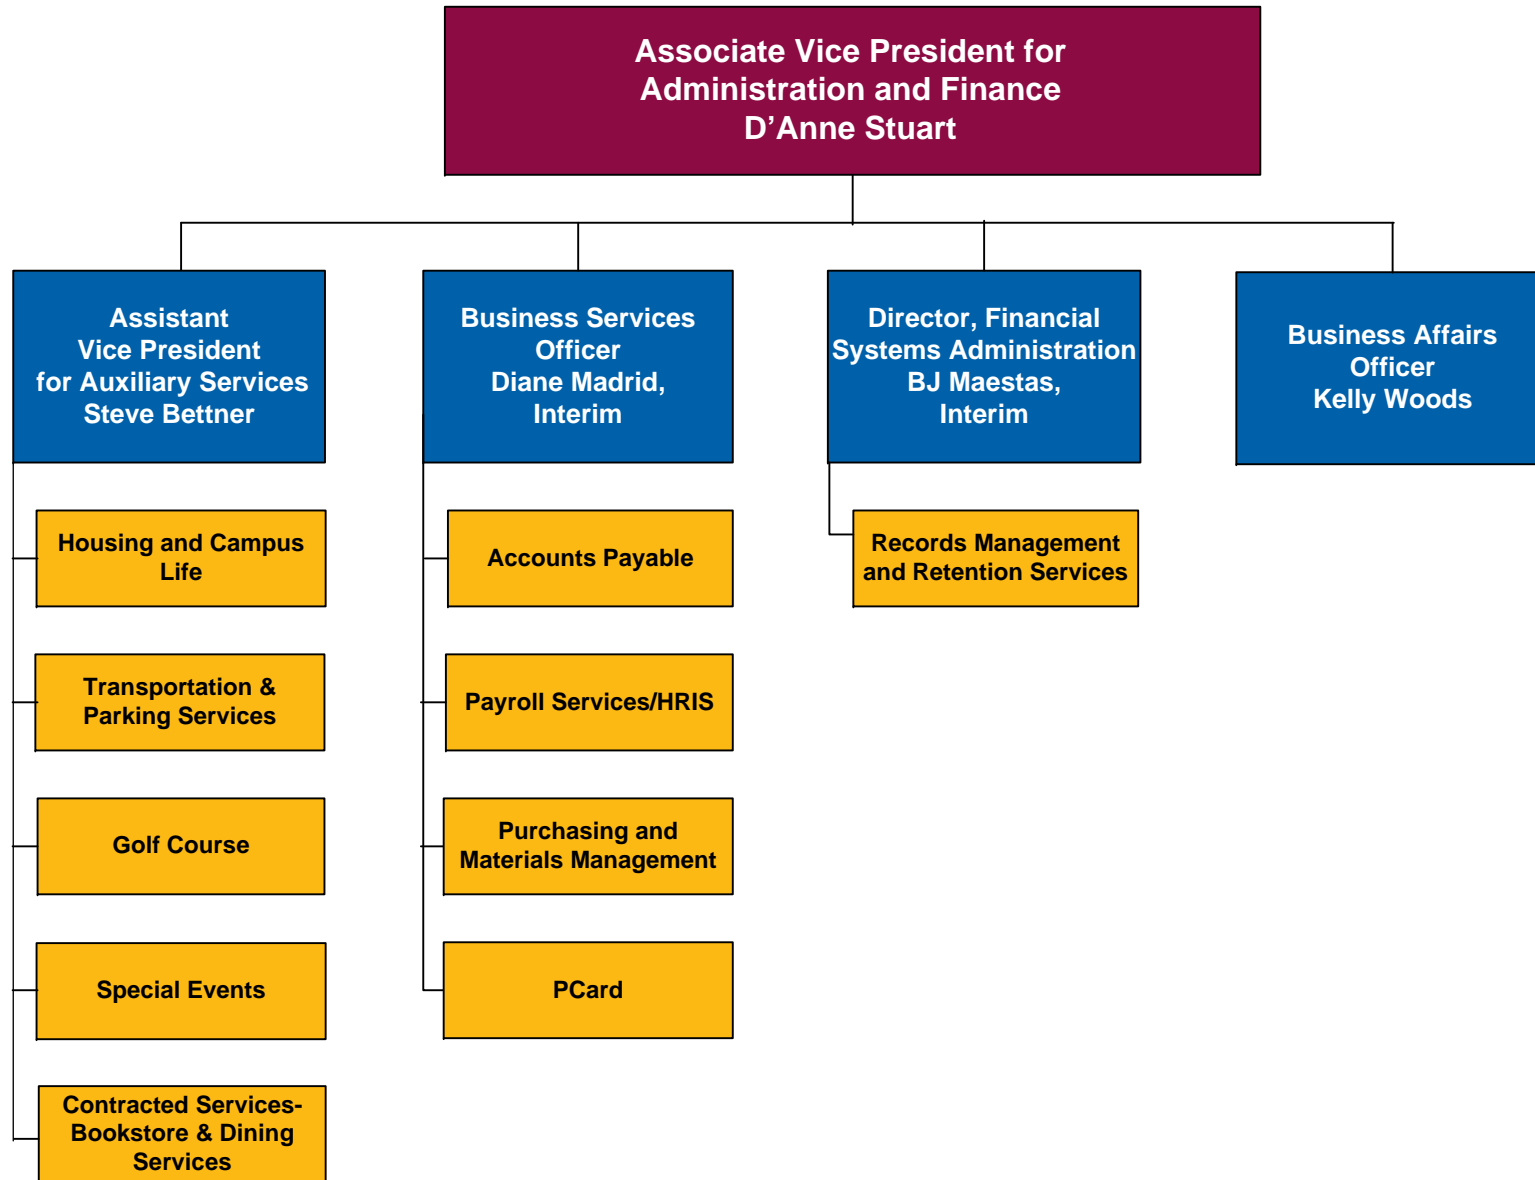 Associate Vice President for
Administration and Finance
D’Anne Stuart
Assistant
Vice President
for Auxiliary Services
Steve Bettner
Business Services
Officer
Diane Madrid,
Interim
Director, Financial
Systems Administration
BJ Maestas,
Interim
Business Affairs
Officer
Kelly Woods
Housing and Campus
Life
Transportation &
Parking Services
Golf Course
Special Events
Contracted Services-
Bookstore & Dining
Services
Accounts Payable
Payroll Services/HRIS
Purchasing and
Materials Management
PCard
Records Management
and Retention Services